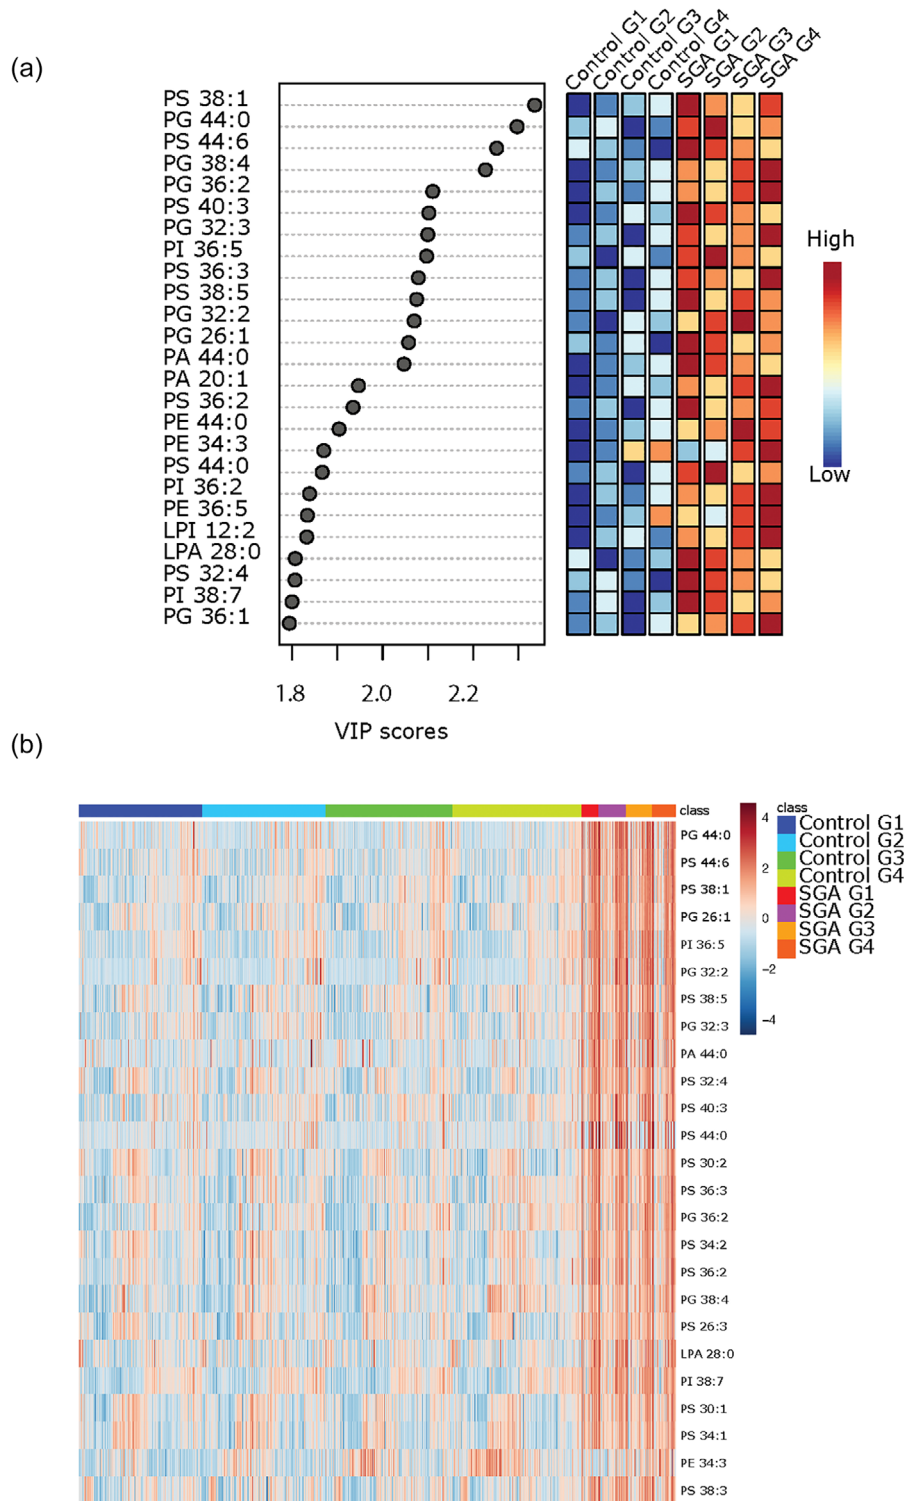 (a)
Control G1
Control G2
Control G3
Control G4
SGA G1
SGA G2
SGA G3
SGA G4
PS 38:1
PG 44:0
PS 44:6
PG 38:4
PG 36:2
PS 40:3
PG 32:3
PI 36:5
PS 36:3
PS 38:5
PG 32:2
PG 26:1
PA 44:0
PA 20:1
PS 36:2
PE 44:0
PE 34:3
PS 44:0
PI 36:2
PE 36:5
LPI 12:2
LPA 28:0
PS 32:4
PI 38:7
PG 36:1
High
Low
1.8 2.0 2.2
VIP scores
(b)
class
PG 44:0
PS 44:6
PS 38:1
PG 26:1
PI 36:5
PG 32:2
PS 38:5
PG 32:3
PA 44:0
PS 32:4
PS 40:3
PS 44:0
PS 30:2
PS 36:3
PG 36:2
PS 34:2
PS 36:2
PG 38:4
PS 26:3
LPA 28:0
PI 38:7
PS 30:1
PS 34:1
PE 34:3
PS 38:3
4
2
0
−2
−4
class
Control G1
Control G2
Control G3
Control G4
SGA G1
SGA G2
SGA G3
SGA G4